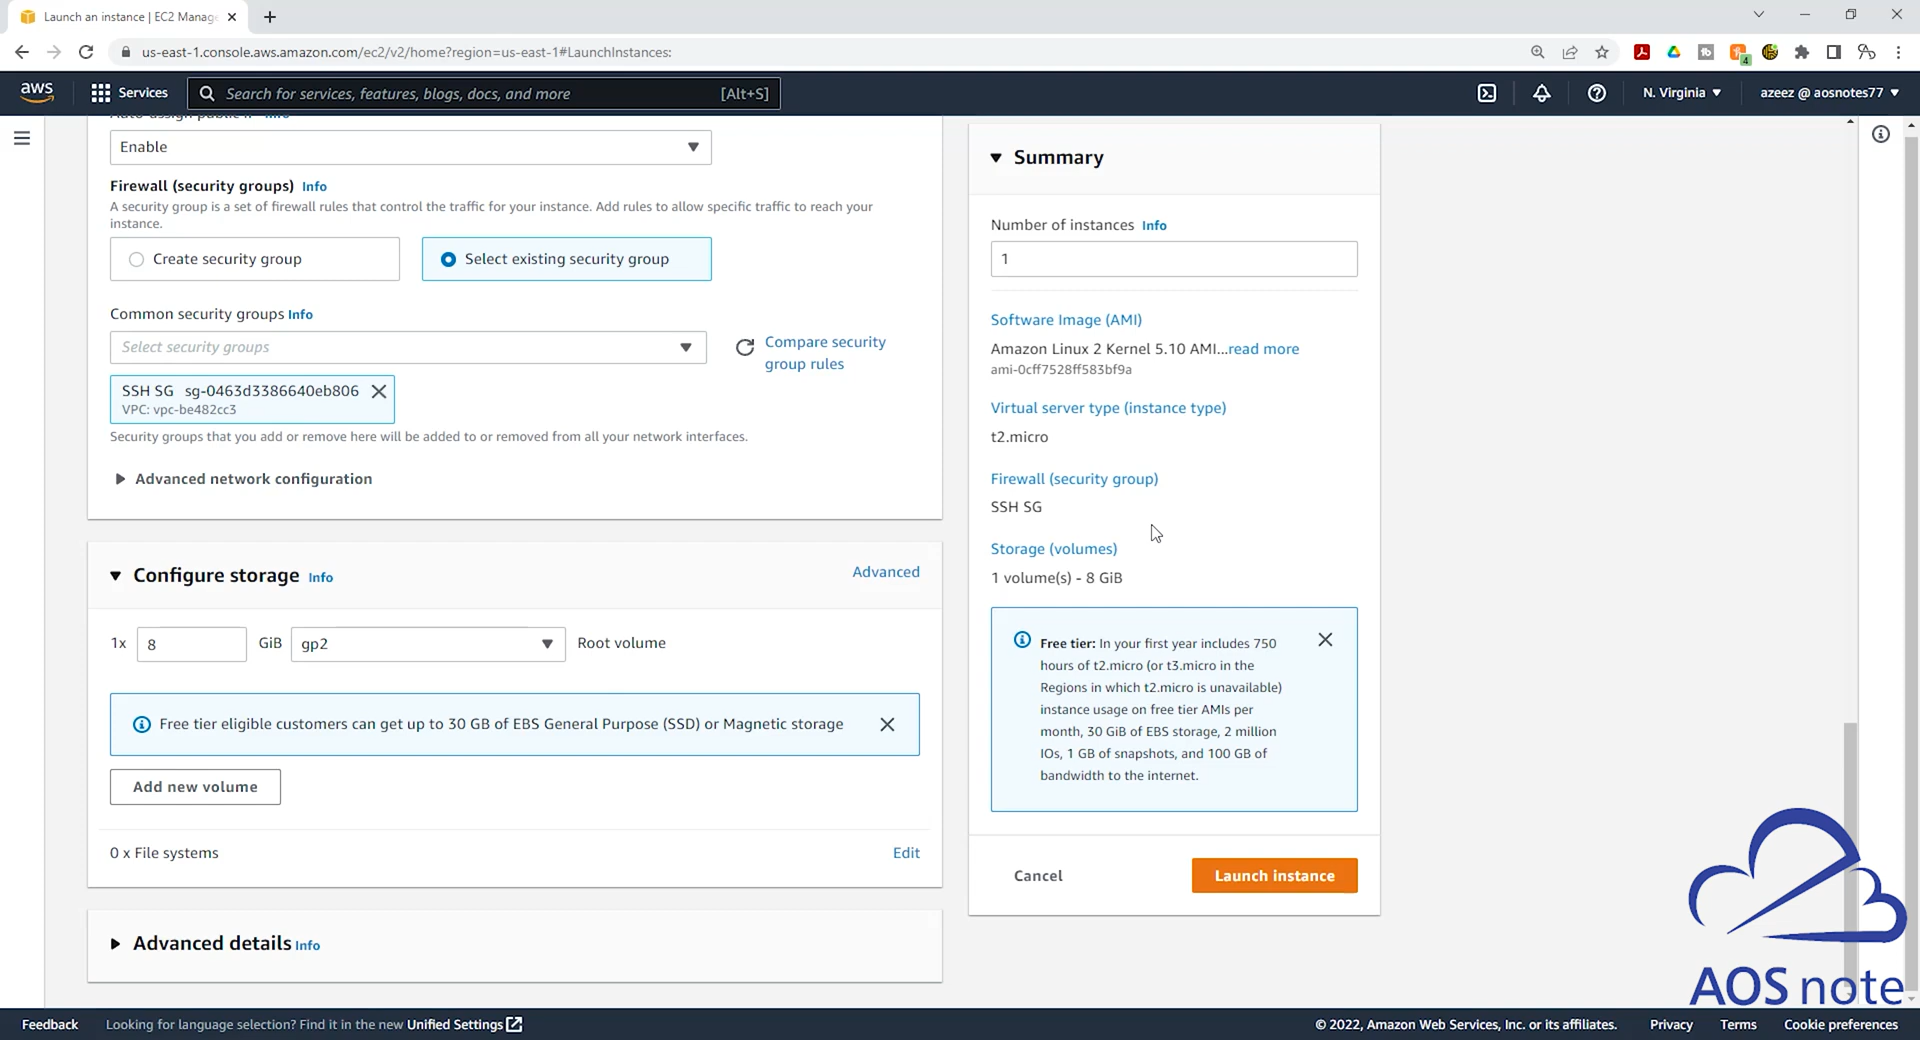 Launch an instance | EC2 Manag
us-east-1.console.aws.amazon.com/ec2/v2/home?region=us-east-1#LaunchInstances:
4
aws
Services
Search for services, features, blogs, docs, and more
[Alt+S]
N. Virginia
azeez @ aosnotes77
Enable
Firewall (security groups) Info
A security group is a set of firewall rules that control the traffic for your instance. Add rules to allow specific traffic to reach your
instance.
Create security group
Select existing security group
Common security groups Info
Select security groups
Compare security
group rules
SSH SG sg-0463d3386640eb806
VPC: vpc-be482cc3
Security groups that you add or remove here will be added to or removed from all your network interfaces.
Advanced network configuration
Configure storage Info
Advanced
1x 8 GiB gp2 Root volume
Free tier eligible customers can get up to 30 GB of EBS General Purpose (SSD) or Magnetic storage
Add new volume
0 x File systems
Edit
Advanced details Info
Summary
Number of instances Info
1
Software Image (AMI)
Amazon Linux 2 Kernel 5.10 AMI...read more
ami-0cff7528ff583bf9a
Virtual server type (instance type)
t2.micro
Firewall (security group)
SSH SG
Storage (volumes)
1 volume(s) - 8 GiB
Free tier: In your first year includes 750
hours of t2.micro (or t3.micro in the
Regions in which t2.micro is unavailable)
instance usage on free tier AMIs per
month, 30 GiB of EBS storage, 2 million
IOs, 1 GB of snapshots, and 100 GB of
bandwidth to the internet.
Cancel
Launch instance
AOS note
Feedback
Looking for language selection? Find it in the new Unified Settings
© 2022, Amazon Web Services, Inc. or its affiliates.
Privacy
Terms
Cookie preferences